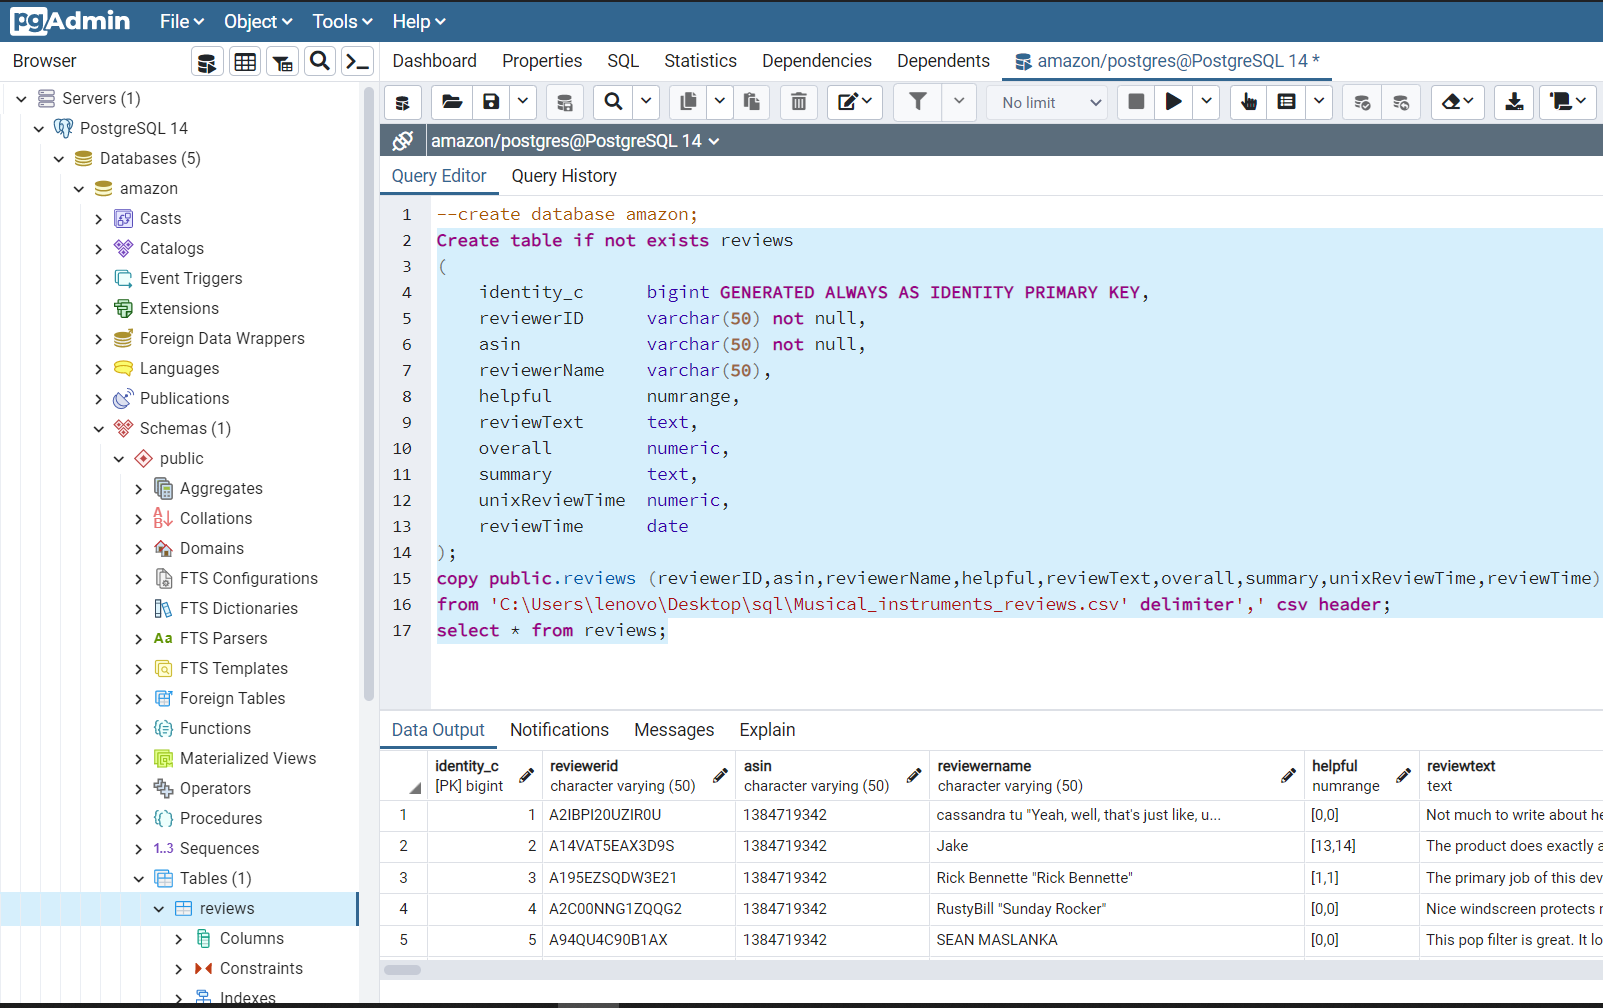 pgAdmin File Object Tools Help
Browser
Dashboard Properties SQL Statistics Dependencies Dependents amazon/postgres@PostgreSQL 14 *
No limit
amazon/postgres@PostgreSQL 14
Query Editor Query History
Servers (1)
PostgreSQL 14
Databases (5)
amazon
Casts
Catalogs
Event Triggers
Extensions
Foreign Data Wrappers
Languages
Publications
Schemas (1)
public
Aggregates
Collations
Domains
FTS Configurations
FTS Dictionaries
Aa FTS Parsers
FTS Templates
Foreign Tables
Functions
Materialized Views
Operators
Procedures
1..3 Sequences
Tables (1)
reviews
Columns
Constraints
Indexes
1 --create database amazon;
2 Create table if not exists reviews
3 (
4 identity_c bigint GENERATED ALWAYS AS IDENTITY PRIMARY KEY,
5 reviewerID varchar(50) not null,
6 asin varchar(50) not null,
7 reviewerName varchar(50),
8 helpful numrange,
9 reviewText text,
10 overall numeric,
11 summary text,
12 unixReviewTime numeric,
13 reviewTime date
14 );
15 copy public.reviews (reviewerID,asin,reviewerName,helpful,reviewText,overall,summary,unixReviewTime,reviewTime)
16 from 'C:\Users\lenovo\Desktop\sql\Musical_instruments_reviews.csv' delimiter',' csv header;
17 select * from reviews;
Data Output Notifications Messages Explain
identity_c reviewerid asin reviewername helpful reviewtext
[PK] bigint character varying (50) character varying (50) character varying (50) numrange text
1 1 A2IBPI20UZIR0U 1384719342 cassandra tu "Yeah, well, that's just like, u... [0,0] Not much to write about he
2 2 A14VAT5EAX3D9S 1384719342 Jake [13,14] The product does exactly a
3 3 A195EZSQDW3E21 1384719342 Rick Bennette "Rick Bennette" [1,1] The primary job of this dev
4 4 A2C00NNG1ZQQG2 1384719342 RustyBill "Sunday Rocker" [0,0] Nice windscreen protects
5 5 A94QU4C90B1AX 1384719342 SEAN MASLANKA [0,0] This pop filter is great. It lo